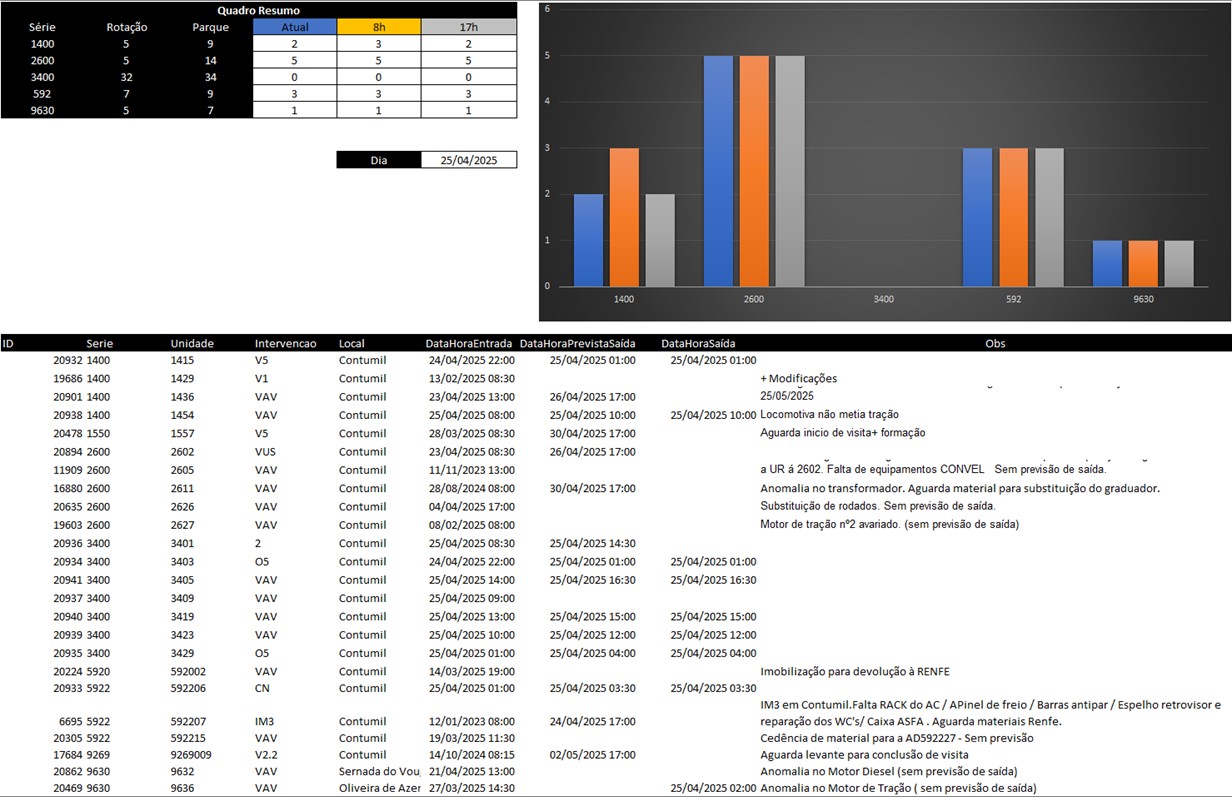 Quadro Resumo
Série Rotação Parque Atual 8h 17h
1400 5 9 2 3 2
2600 5 14 5 5 5
3400 32 34 0 0 0
592 7 9 3 3 3
9630 5 7 1 1 1
Dia 25/04/2025
6
5
4
3
2
1
0
1400 2600 3400 592 9630
ID Serie Unidade Intervencao Local DataHoraEntrada DataHoraPrevistaSaída DataHoraSaída Obs
20932 1400 1415 V5 Contumil 24/04/2025 22:00 25/04/2025 01:00 25/04/2025 01:00
19686 1400 1429 V1 Contumil 13/02/2025 08:30 + Modificações
20901 1400 1436 VAV Contumil 23/04/2025 13:00 26/04/2025 17:00 25/05/2025
20938 1400 1454 VAV Contumil 25/04/2025 08:00 25/04/2025 10:00 25/04/2025 10:00 Locomotiva não metia tração
20478 1550 1557 V5 Contumil 28/03/2025 08:30 30/04/2025 17:00 Aguarda inicio de visita+ formação
20894 2600 2602 VUS Contumil 23/04/2025 08:30 26/04/2025 17:00
11909 2600 2605 VAV Contumil 11/11/2023 13:00 a UR á 2602. Falta de equipamentos CONVEL Sem previsão de saída.
16880 2600 2611 VAV Contumil 28/08/2024 08:00 30/04/2025 17:00 Anomalia no transformador. Aguarda material para substituição do graduador.
20635 2600 2626 VAV Contumil 04/04/2025 17:00 Substituição de rodados. Sem previsão de saída.
19603 2600 2627 VAV Contumil 08/02/2025 08:00 Motor de tração nº2 avariado. (sem previsão de saída)
20936 3400 3401 2 Contumil 25/04/2025 08:30 25/04/2025 14:30
20934 3400 3403 O5 Contumil 24/04/2025 22:00 25/04/2025 01:00 25/04/2025 01:00
20941 3400 3405 VAV Contumil 25/04/2025 14:00 25/04/2025 16:30 25/04/2025 16:30
20937 3400 3409 VAV Contumil 25/04/2025 09:00
20940 3400 3419 VAV Contumil 25/04/2025 13:00 25/04/2025 15:00 25/04/2025 15:00
20939 3400 3423 VAV Contumil 25/04/2025 10:00 25/04/2025 12:00 25/04/2025 12:00
20935 3400 3429 O5 Contumil 25/04/2025 01:00 25/04/2025 04:00 25/04/2025 04:00
20224 5920 592002 VAV Contumil 14/03/2025 19:00 Imobilização para devolução à RENFE
20933 5922 592206 CN Contumil 25/04/2025 01:00 25/04/2025 03:30 25/04/2025 03:30
IM3 em Contumil.Falta RACK do AC / APinel de freio / Barras antipar / Espelho retrovisor e
6695 5922 592207 IM3 Contumil 12/01/2023 08:00 24/04/2025 17:00 reparação dos WC's/ Caixa ASFA . Aguarda materiais Renfe.
20305 5922 592215 VAV Contumil 19/03/2025 11:30 Cedência de material para a AD592227 - Sem previsão
17684 9269 9269009 V2.2 Contumil 14/10/2024 08:15 02/05/2025 17:00 Aguarda levante para conclusão de visita
20862 9630 9632 VAV Sernada do Vou 21/04/2025 13:00 Anomalia no Motor Diesel (sem previsão de saída)
20469 9630 9636 VAV Oliveira de Azer 27/03/2025 14:30 25/04/2025 02:00 Anomalia no Motor de Tração ( sem previsão de saída)